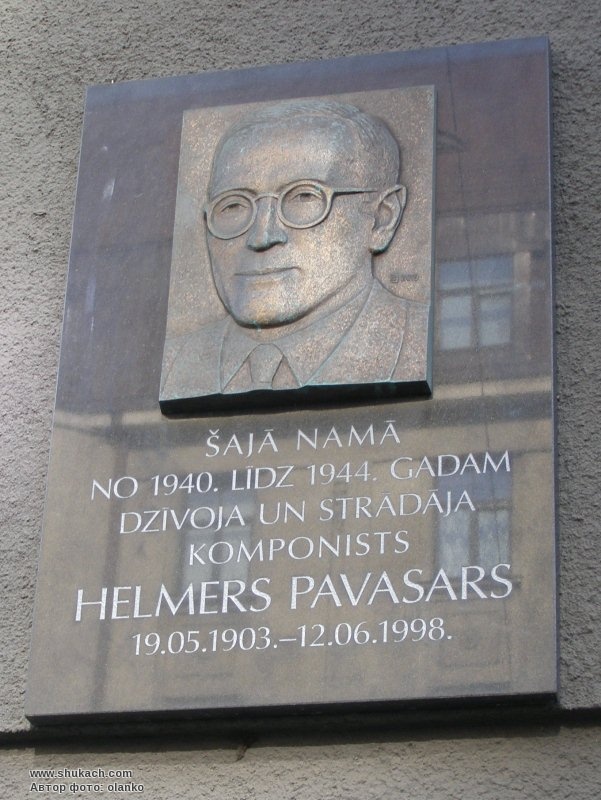 ŠAJĀ NAMĀ
NO 1940. LĪDZ 1944. GADAM
DZĪVOJA UN STRĀDĀJA
KOMPONISTS
HELMERS PAVASARS
19.05.1903.–12.06.1998.
www.shukach.com
Автор фото: olanko